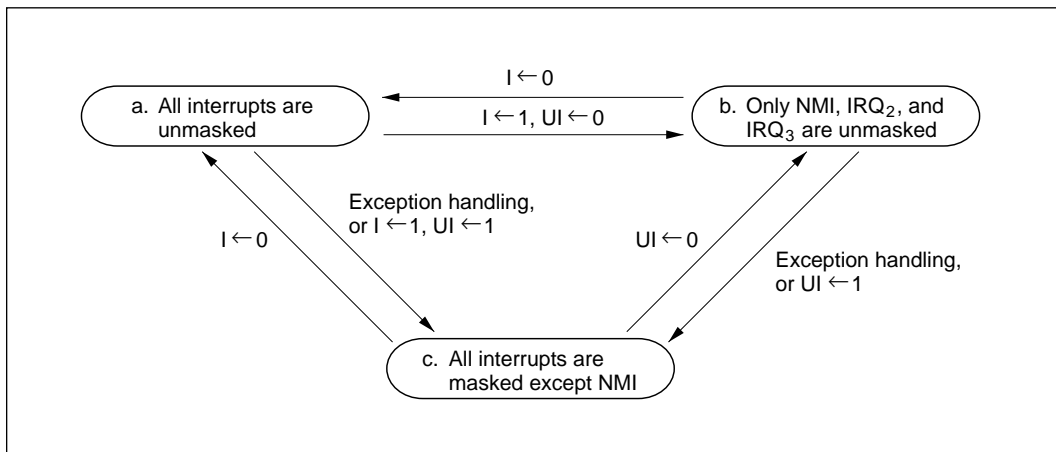 I ← 0
a. All interrupts are
unmasked
I ← 1, UI ← 0
b. Only NMI, IRQ₂, and
IRQ₃ are unmasked
Exception handling,
or I ← 1, UI ← 1
I ← 0
UI ← 0
Exception handling,
or UI ← 1
c. All interrupts are
masked except NMI